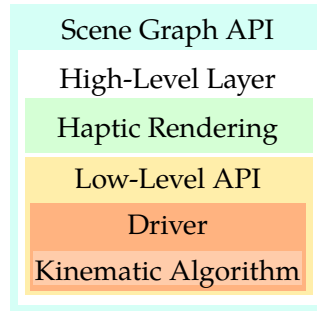 Scene Graph API
High-Level Layer
Haptic Rendering
Low-Level API
Driver
Kinematic Algorithm